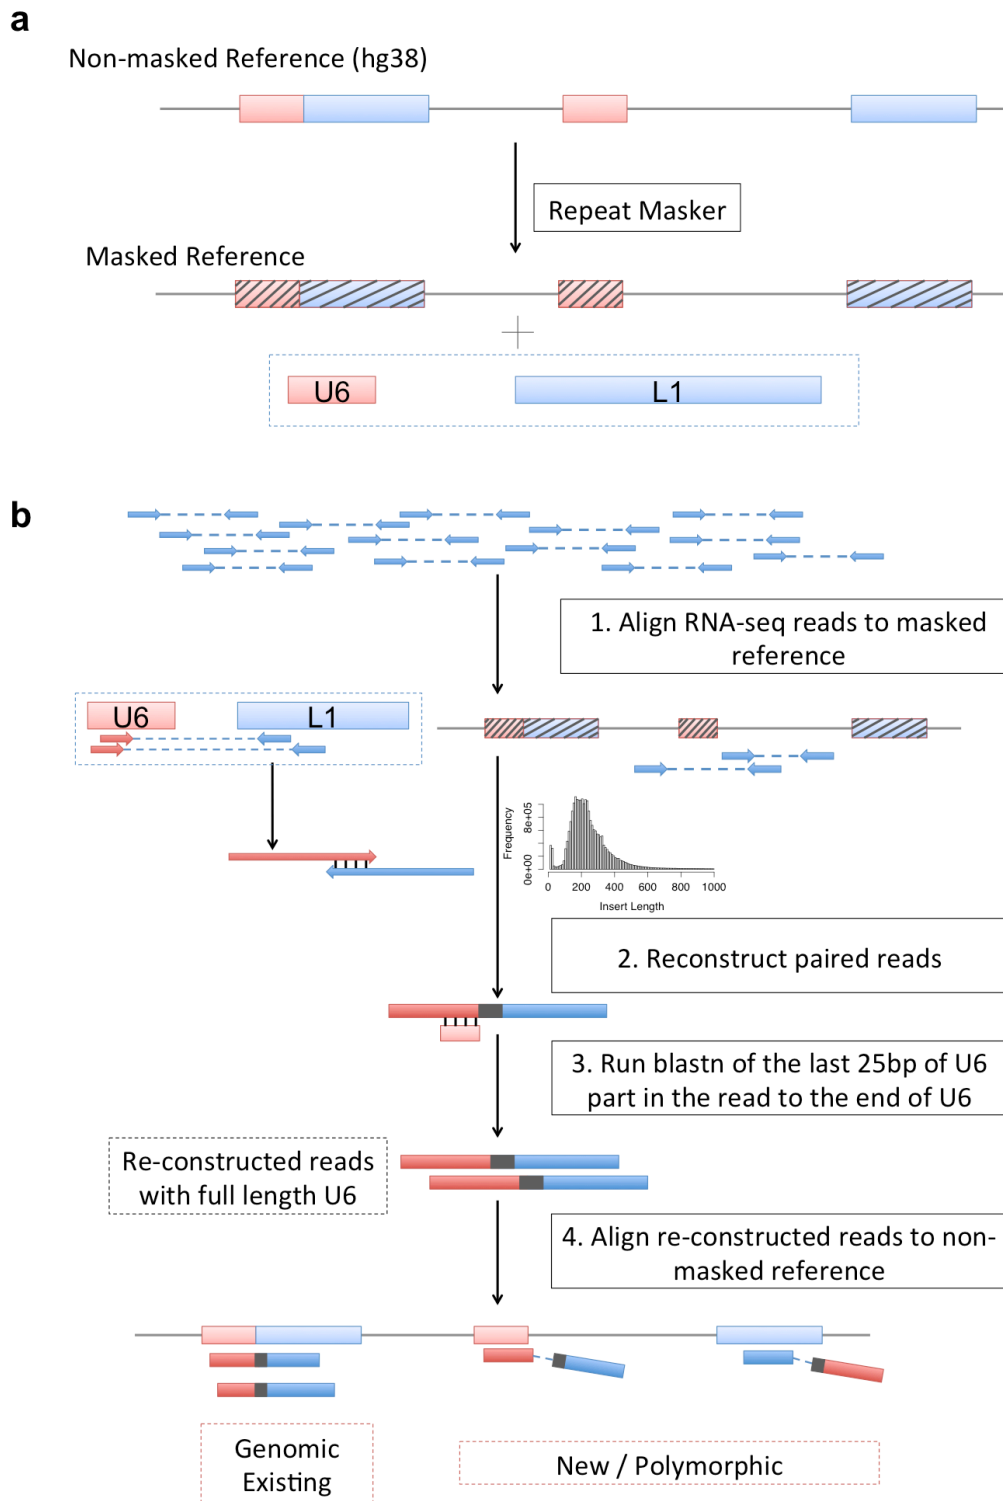 a
Non-masked Reference (hg38)
Repeat Masker
Masked Reference
U6
L1
b
1. Align RNA-seq reads to masked
reference
U6
L1
Frequency
0e+00
8e+05
0 200 400 600 800 1000
Insert Length
2. Reconstruct paired reads
3. Run blastn of the last 25bp of U6
part in the read to the end of U6
Re-constructed reads
with full length U6
4. Align re-constructed reads to non-
masked reference
Genomic
Existing
New / Polymorphic